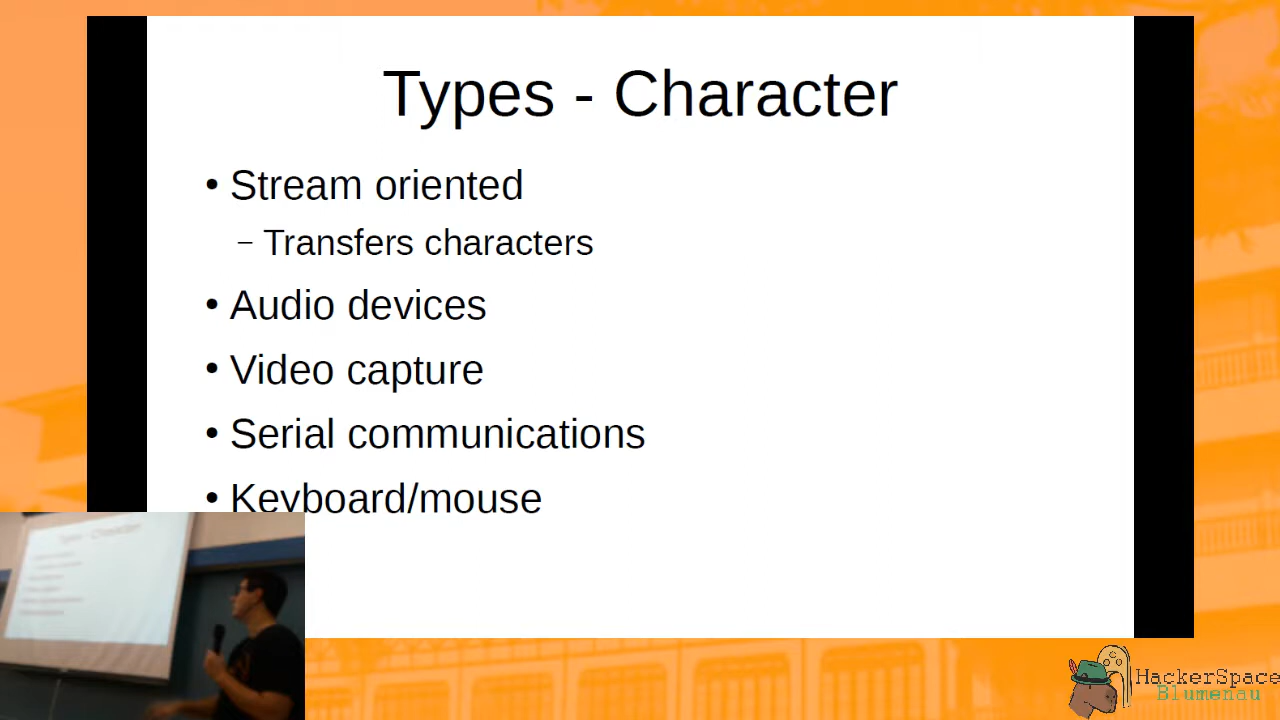 Types - Character
• Stream oriented
– Transfers characters
• Audio devices
• Video capture
• Serial communications
• Keyboard/mouse
HackerSpace
Blumenau